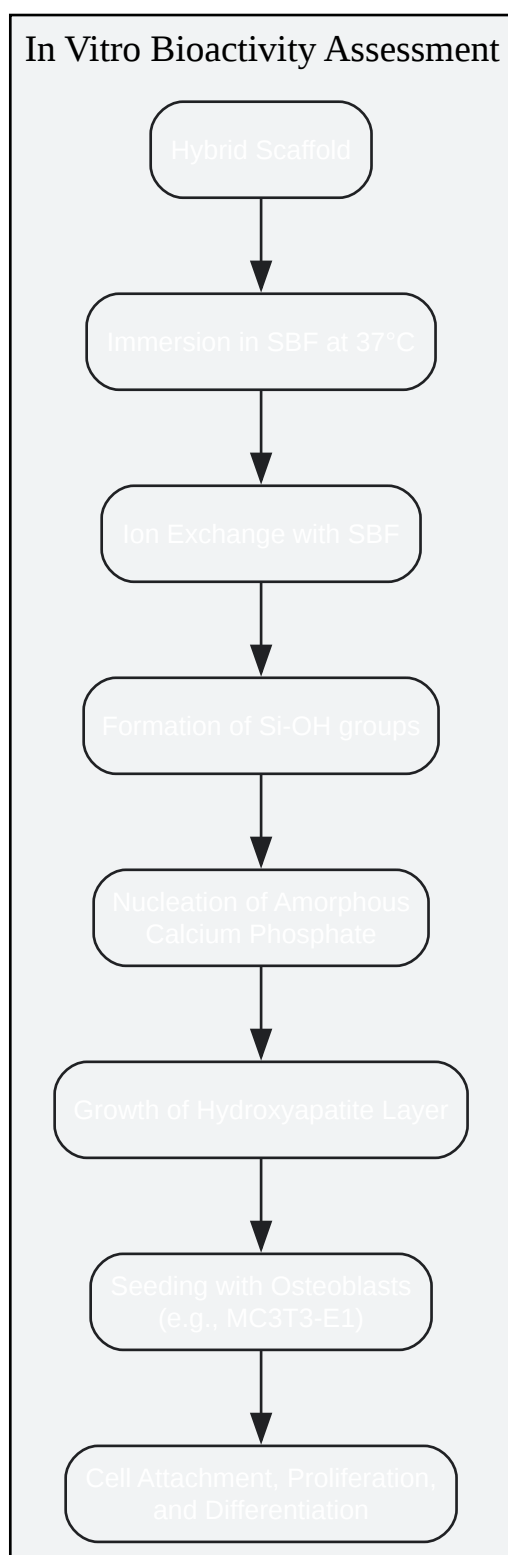 In Vitro Bioactivity Assessment
Hybrid Scaffold
Immersion in SBF at 37°C
Ion Exchange with SBF
Formation of Si-OH groups
Nucleation of Amorphous
Calcium Phosphate
Growth of Hydroxyapatite Layer
Seeding with Osteoblasts
(e.g., MC3T3-E1)
Cell Attachment, Proliferation,
and Differentiation